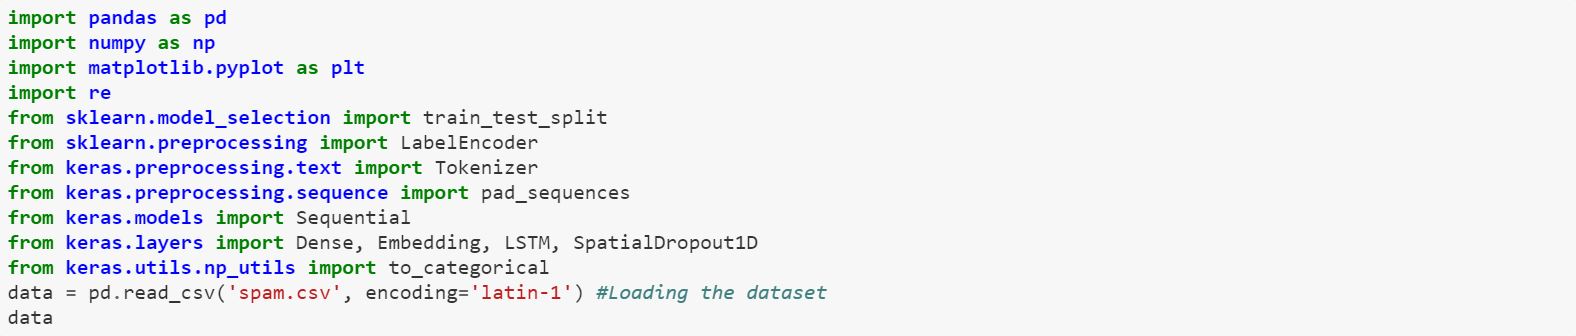 import pandas as pd
import numpy as np
import matplotlib.pyplot as plt
import re
from sklearn.model_selection import train_test_split
from sklearn.preprocessing import LabelEncoder
from keras.preprocessing.text import Tokenizer
from keras.preprocessing.sequence import pad_sequences
from keras.models import Sequential
from keras.layers import Dense, Embedding, LSTM, SpatialDropout1D
from keras.utils.np_utils import to_categorical
data = pd.read_csv('spam.csv', encoding='latin-1') #Loading the dataset
data